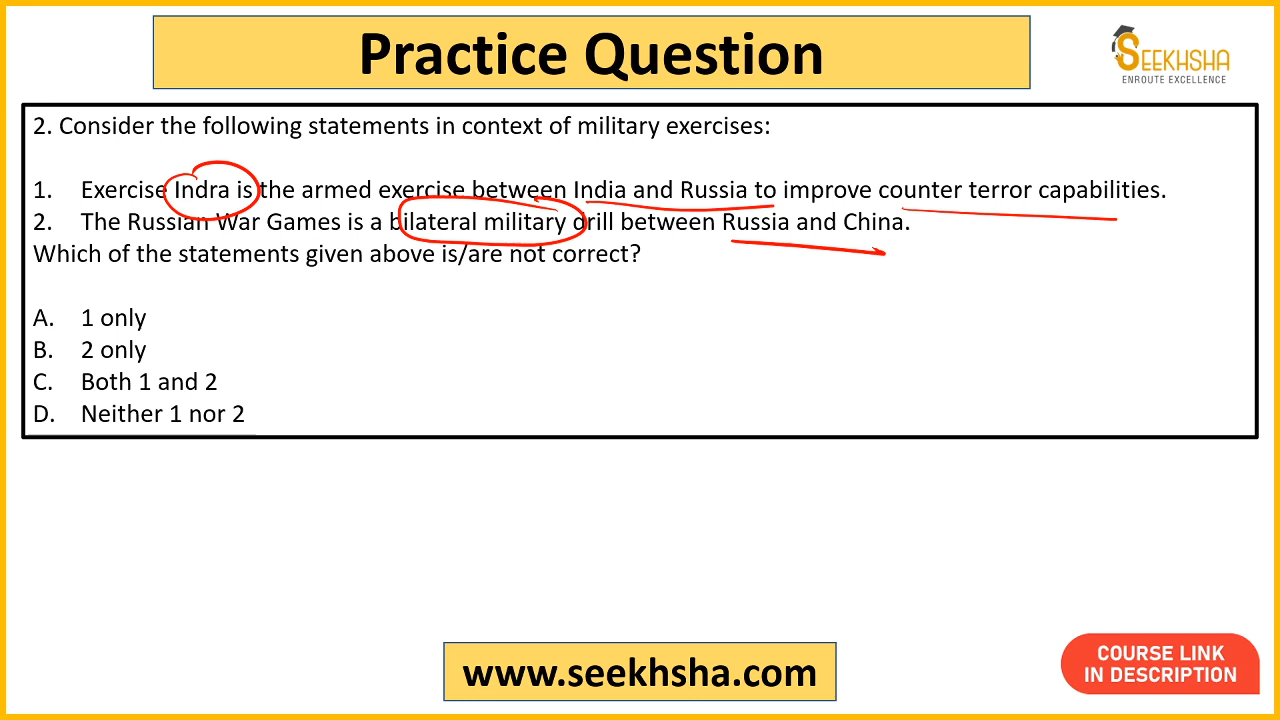 Practice Question
SEEKHSHA
ENROUTE EXCELLENCE
2. Consider the following statements in context of military exercises:
1. Exercise Indra is the armed exercise between India and Russia to improve counter terror capabilities.
2. The Russian War Games is a bilateral military drill between Russia and China.
Which of the statements given above is/are not correct?
A. 1 only
B. 2 only
C. Both 1 and 2
D. Neither 1 nor 2
www.seekhsha.com
COURSE LINK
IN DESCRIPTION